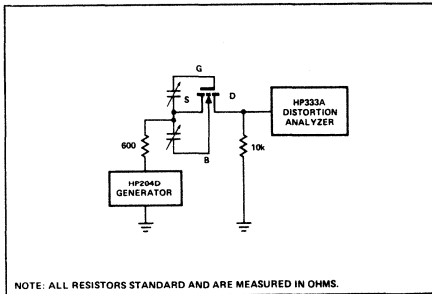 G
S
D
HP333A
DISTORTION
ANALYZER
600
B
10k
HP204D
GENERATOR
NOTE: ALL RESISTORS STANDARD AND ARE MEASURED IN OHMS.